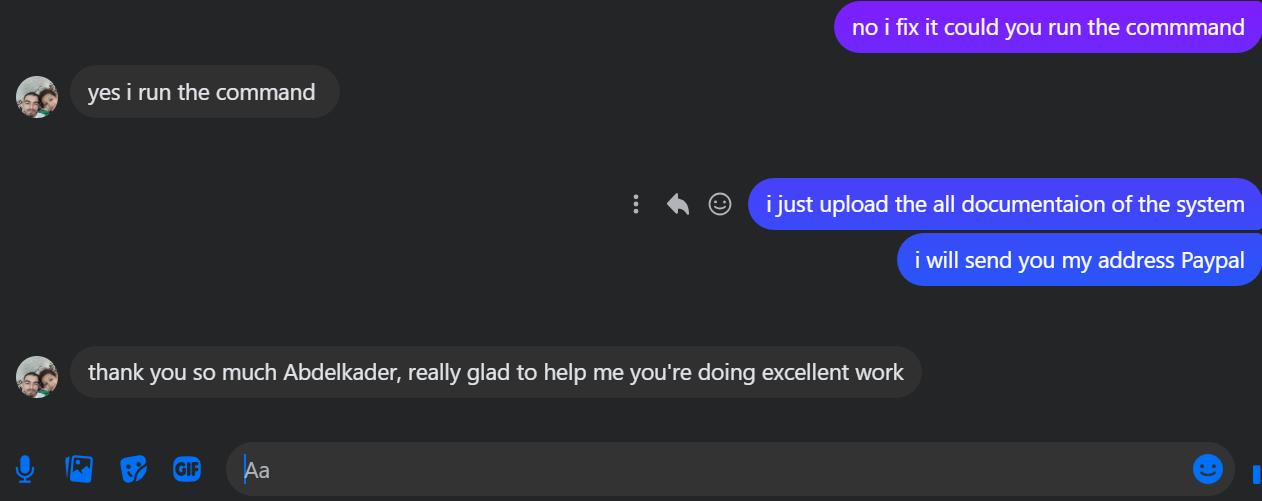 no i fix it could you run the commmand
yes i run the command
i just upload the all documentaion of the system
i will send you my address Paypal
thank you so much Abdelkader, really glad to help me you're doing excellent work
GIF
Aa